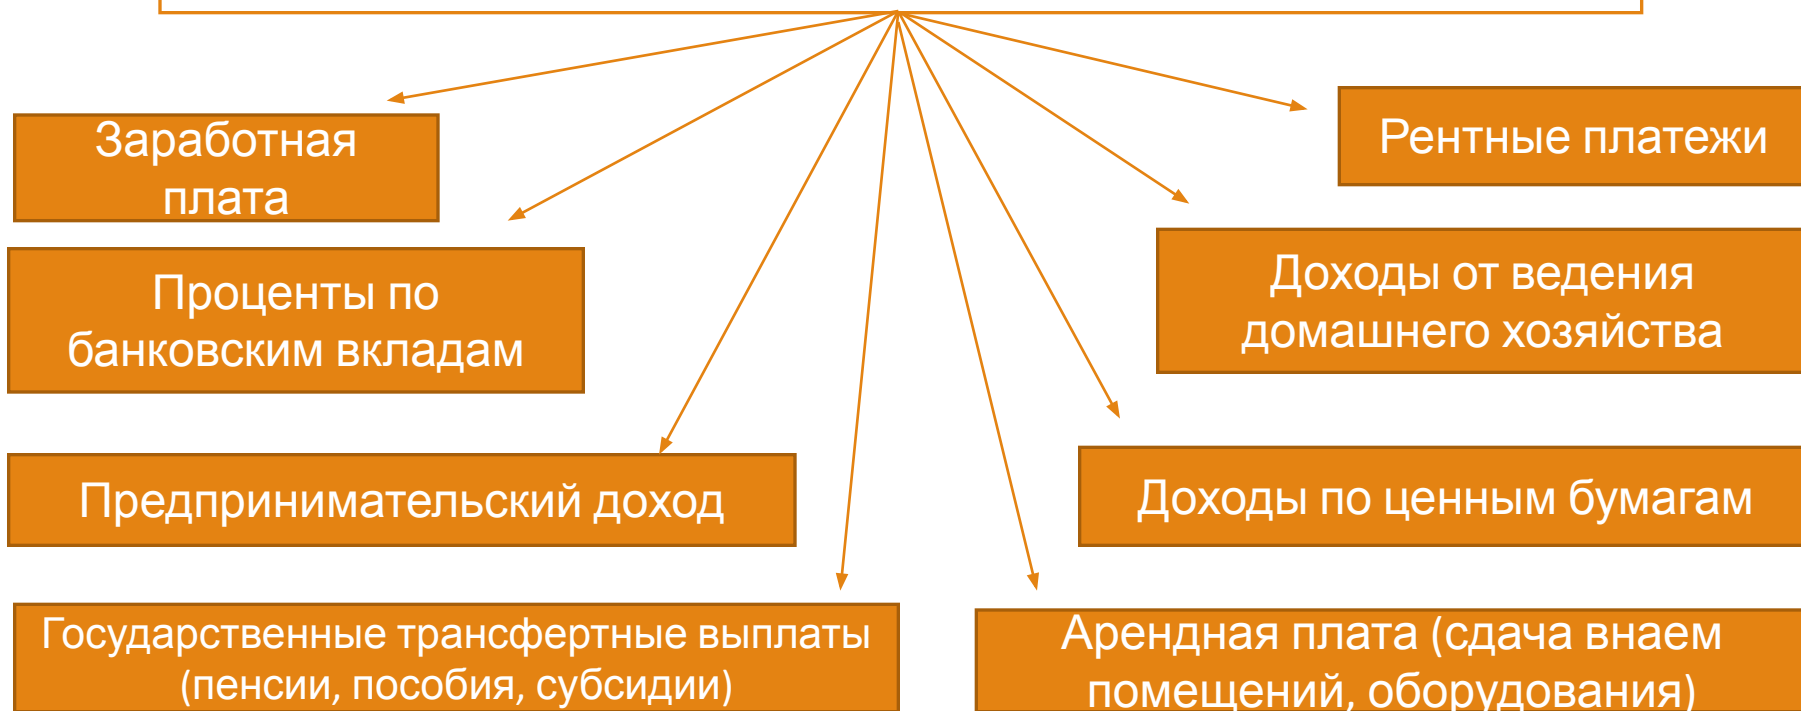 Заработная
плата
Рентные платежи
Проценты по
банковским вкладам
Доходы от ведения
домашнего хозяйства
Предпринимательский доход
Доходы по ценным бумагам
Государственные трансфертные выплаты
(пенсии, пособия, субсидии)
Арендная плата (сдача внаем
помещений, оборудования)